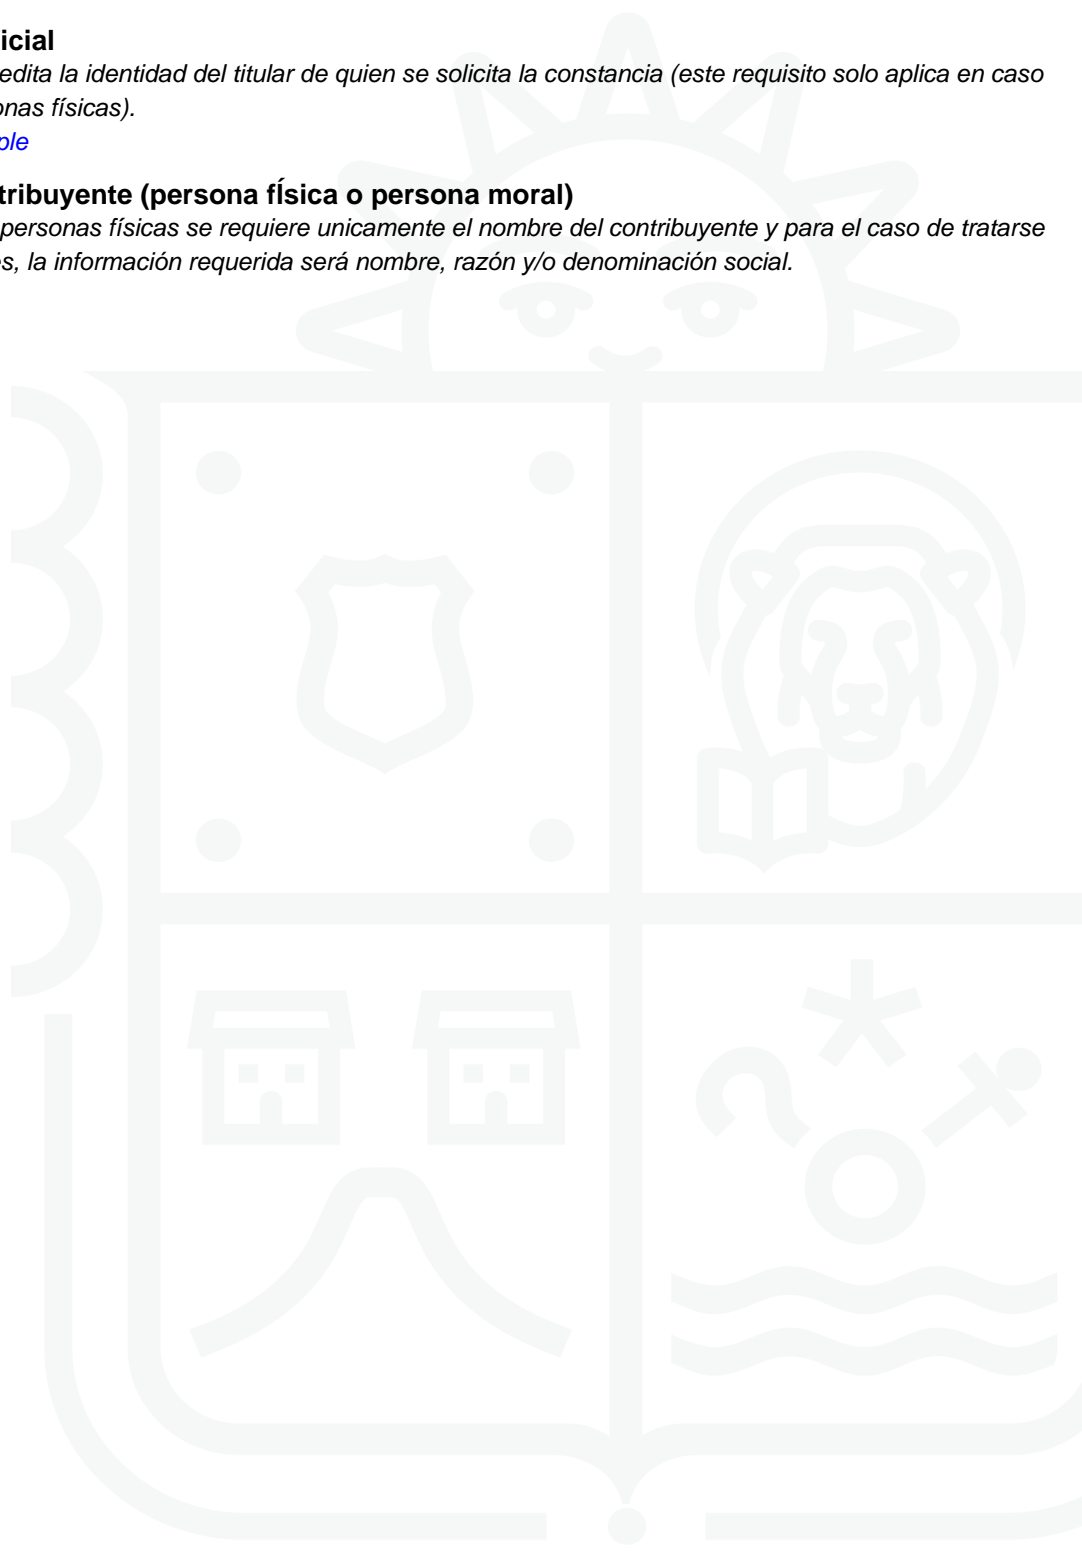 icial
edita la identidad del titular de quien se solicita la constancia (este requisito solo aplica en caso
onas físicas).
ple
tribuyente (persona fÍsica o persona moral)
personas físicas se requiere unicamente el nombre del contribuyente y para el caso de tratarse
es, la información requerida será nombre, razón y/o denominación social.